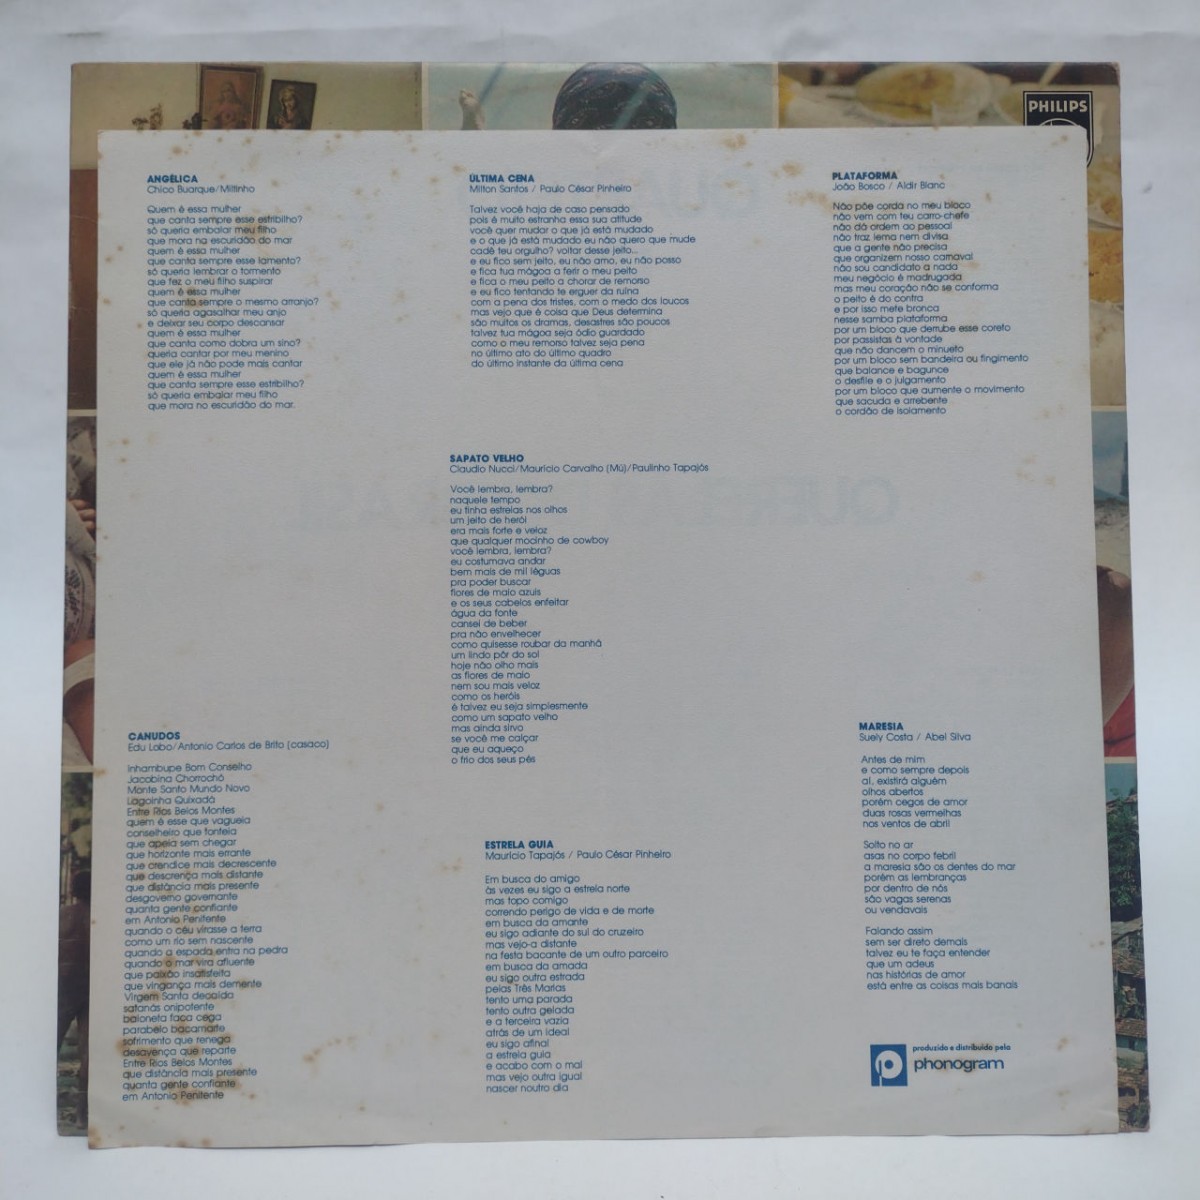 PHILIPS
ANGÉLICA
Chico Buarque/Miltinho
Quem é essa mulher
que canta sempre esse estribilho?
só queria embalar meu filho
que mora na escuridão do mar
quem é essa mulher
que canta sempre esse lamento?
só queria lembrar o tormento
que fez o meu filho suspirar
quem é essa mulher
que canta sempre o mesmo arranjo?
só queria agasalhar meu anjo
e deixar seu corpo descansar
quem é essa mulher
que canta como dobra um sino?
queria cantar por meu menino
que ele já não pode mais cantar
quem é essa mulher
que canta sempre esse estribilho?
só queria embalar meu filho
que mora no escuridão do mar.
ÚLTIMA CENA
Milton Santos / Paulo César Pinheiro
Talvez você haja de caso pensado
pois é muito estranha essa sua atitude
você quer mudar o que já está mudado
e o que já está mudado eu não quero que mude
cadê teu orgulho? voltar desse jeito...
e eu fico sem jeito, eu não amo, eu não posso
e fica tua mágoa a ferir o meu peito
e fica o meu peito a chorar de remorso
e eu fico tentando te erguer da ruína
com a pena dos tristes, com o medo dos loucos
mas vejo que é coisa que Deus determina
são muitos os dramas, desastres são poucos
talvez tua mágoa seja ódio guardado
como o meu remorso talvez seja pena
no último ato do último quadro
do último instante da última cena
PLATAFORMA
João Bosco / Aldir Blanc
Não põe corda no meu bloco
não vem com teu carro-chefe
não dá ordem ao pessoal
não traz lema nem divisa
que a gente não precisa
que organizem nosso carnaval
não sou candidato a nada
meu negócio é madrugada
mas meu coração não se conforma
o peito é do contra
e por isso mete bronca
nesse samba plataforma
por um bloco que derrube esse coreto
por passistas à vontade
que não dancem o minueto
por um bloco sem bandeira ou fingimento
que balance e bagunce
o desfile e o julgamento
por um bloco que aumente o movimento
que sacuda e arrebente
o cordão de isolamento
SAPATO VELHO
Claudio Nucci/Mauricio Carvalho (Mú)/Paulinho Tapajós
Você lembra, lembra?
naquele tempo
eu tinha estrelas nos olhos
um jeito de herói
era mais forte e veloz
que qualquer mocinho de cowboy
você lembra, lembra?
eu costumava andar
bem mais de mil léguas
pra poder buscar
flores de maio azuis
e os seus cabelos enfeitar
água da fonte
cansei de beber
pra não envelhecer
como quisesse roubar da manhã
um lindo pôr do sol
hoje não olho mais
as flores de maio
nem sou mais veloz
como os heróis
é talvez eu seja simplesmente
como um sapato velho
mas ainda sirvo
se você me calçar
que eu aqueço
o frio dos seus pés
CANUDOS
Edu Lobo/Antonio Carlos de Brito (casaco)
Inhambupe Bom Conselho
Jacobina Chorrochó
Monte Santo Mundo Novo
Lagoinha Quixadá
Entre Rios Belos Montes
quem é esse que vagueia
conselheiro que fonteia
que apeia sem chegar
que horizonte mais errante
que crendice mais decrescente
que descrença mais distante
que distância mais presente
desgoverno governante
quanta gente confiante
em Antonio Penitente
quando o céu virasse a terra
como um rio sem nascente
quando a espada entra na pedra
quando o mar vira afluente
que paixão insatisfeita
que vingança mais demente
Virgem Santa decaída
satanás onipotente
baioneta faca cega
parabelo bacamarte
sofrimento que renega
desavença que reparte
Entre Rios Belos Montes
que distância mais presente
quanta gente confiante
em Antonio Penitente
ESTRELA GUIA
Mauricio Tapajós / Paulo César Pinheiro
Em busca do amigo
às vezes eu sigo a estrela norte
mas topo comigo
correndo perigo de vida e de morte
em busca da amante
eu sigo adiante do sul do cruzeiro
mas vejo-a distante
na festa bacante de um outro parceiro
em busca da amada
eu sigo outra estrada
pelas Três Marias
tento uma parada
tento outra gelada
e a terceira vazia
atrás de um ideal
eu sigo afinal
a estrela guia
e acabo com o mal
mas vejo outra igual
nascer noutro dia
MARESIA
Suely Costa / Abel Silva
Antes de mim
e como sempre depois
aí, existirá alguém
olhos abertos
porém cegos de amor
duas rosas vermelhas
nos ventos de abril
Solto no ar
asas no corpo febril
a maresia são os dentes do mar
porém as lembranças
por dentro de nós
são vagas serenas
ou vendavais
Falando assim
sem ser direto demais
talvez eu te faça entender
que um adeus
nas histórias de amor
está entre as coisas mais banais
produzido e distribuído pela
phonogram